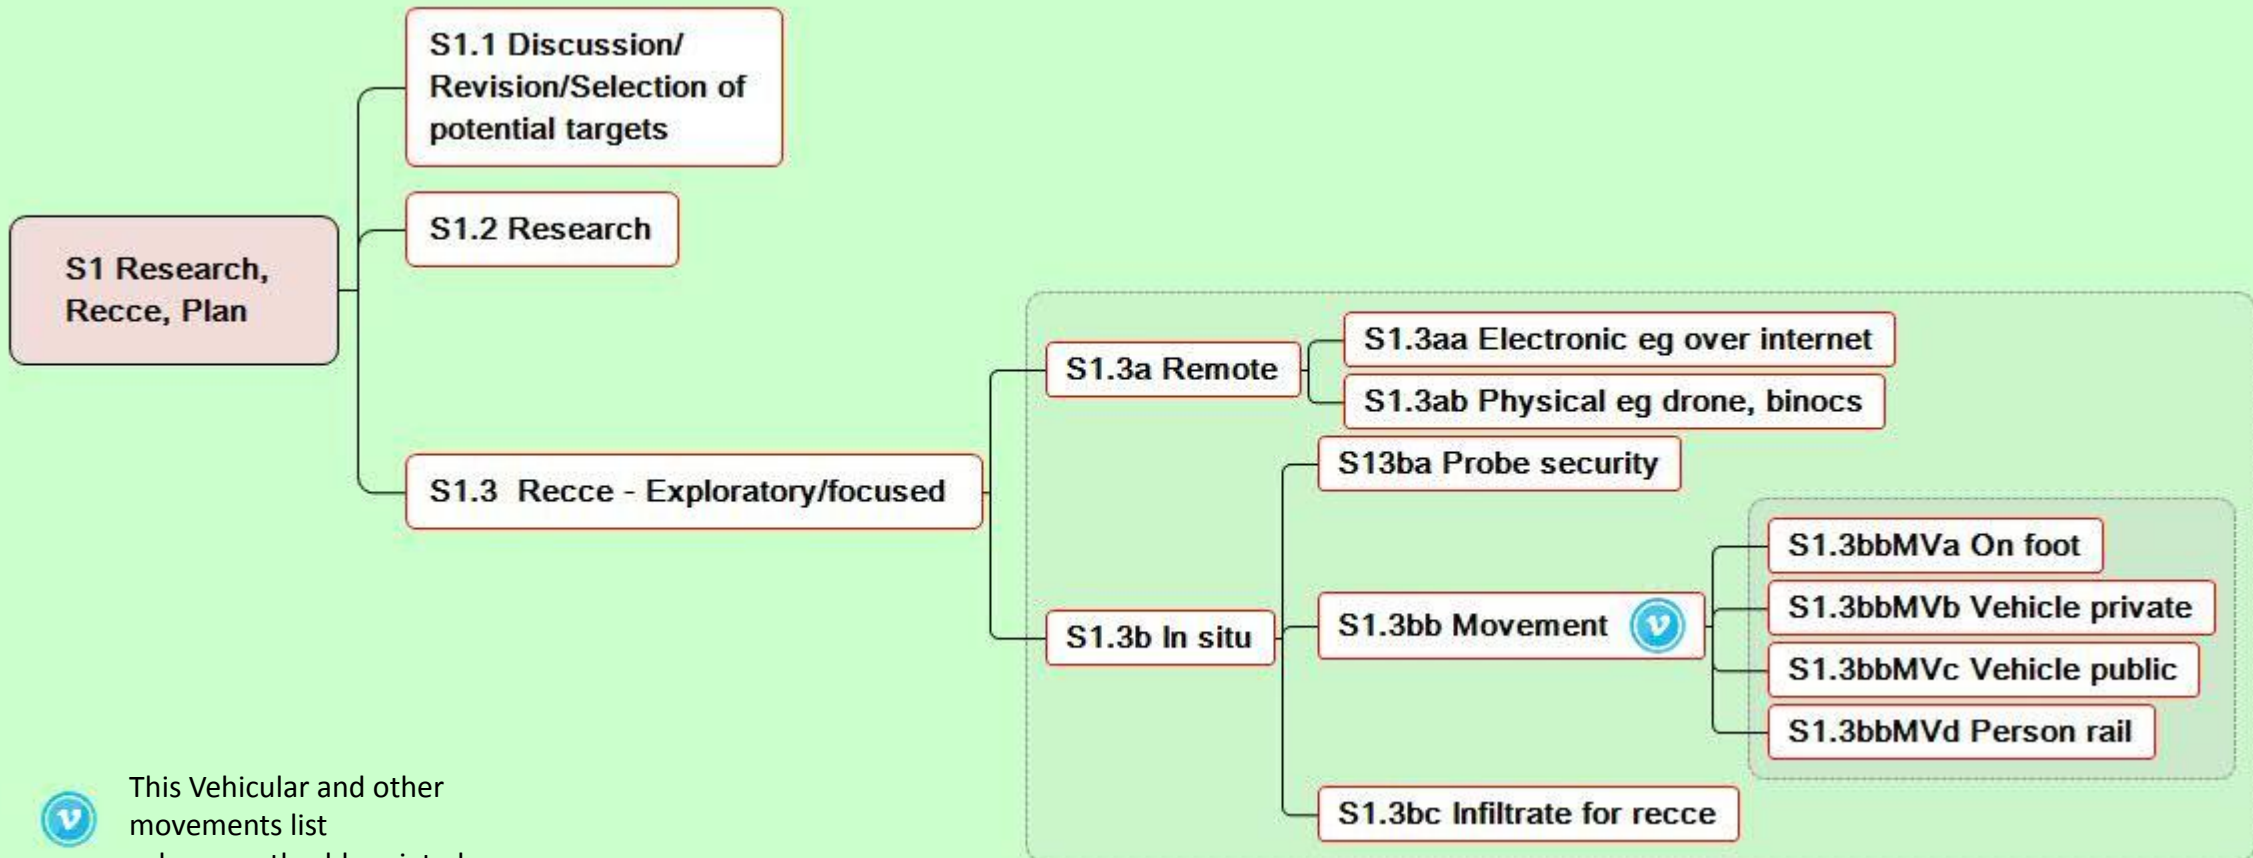 S1 Research,
Recce, Plan
S1.1 Discussion/
Revision/Selection of
potential targets
S1.2 Research
S1.3  Recce - Exploratory/focused
S1.3a Remote
S1.3aa Electronic eg over internet
S1.3ab Physical eg drone, binocs
S1.3b In situ
S13ba Probe security
S1.3bb Movement
S1.3bbMVa On foot
S1.3bbMVb Vehicle private
S1.3bbMVc Vehicle public
S1.3bbMVd Person rail
S1.3bc Infiltrate for recce
This Vehicular and other
movements list